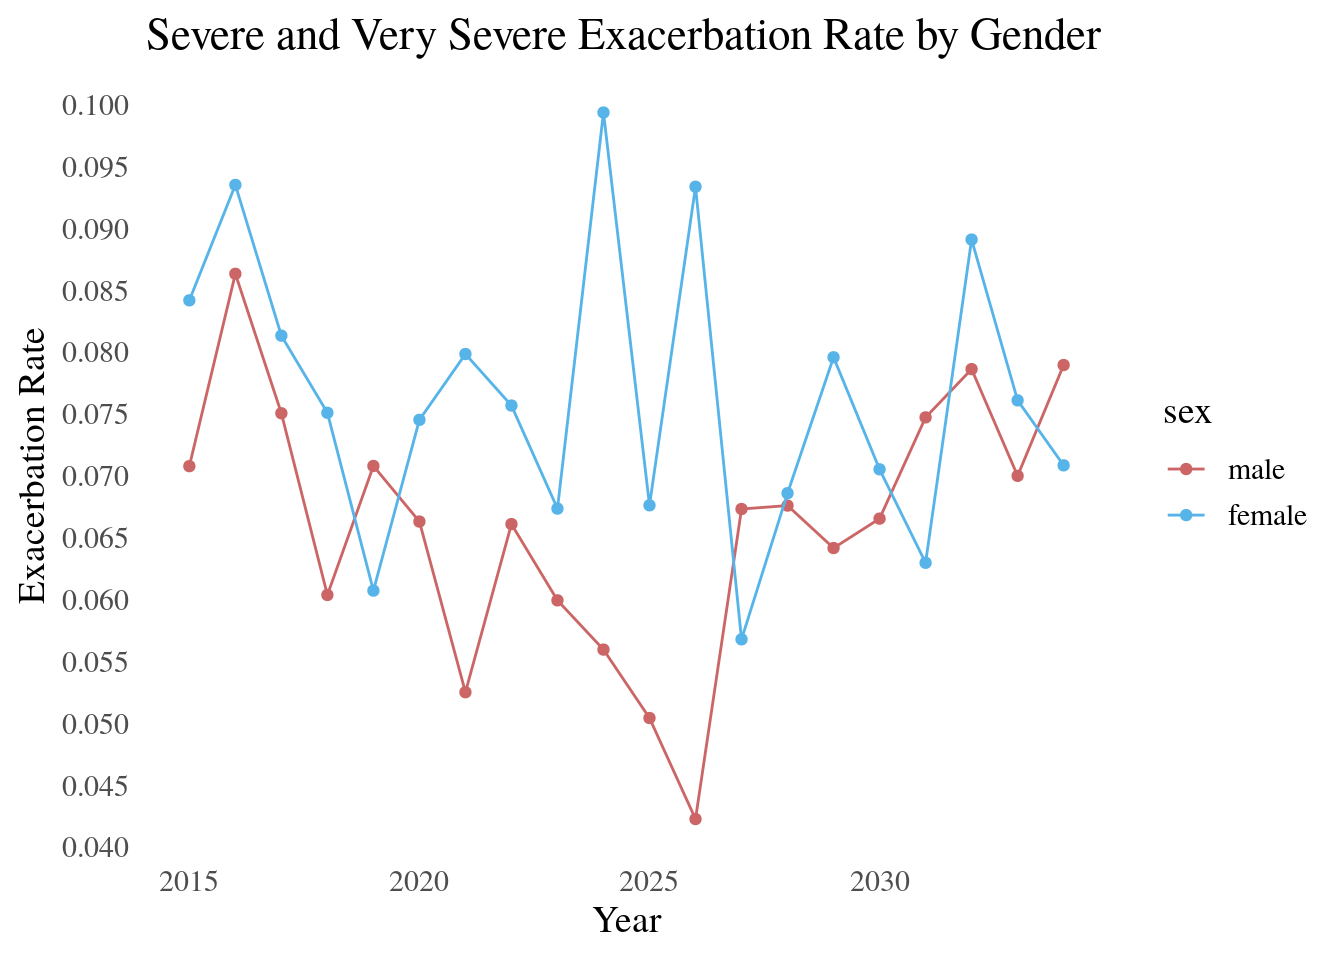 Severe and Very Severe Exacerbation Rate by Gender
0.100
0.095
0.090
0.085
0.080
0.075
0.070
0.065
0.060
0.055
0.050
0.045
0.040
Exacerbation Rate
2015 2020 2025 2030
Year
sex
male
female